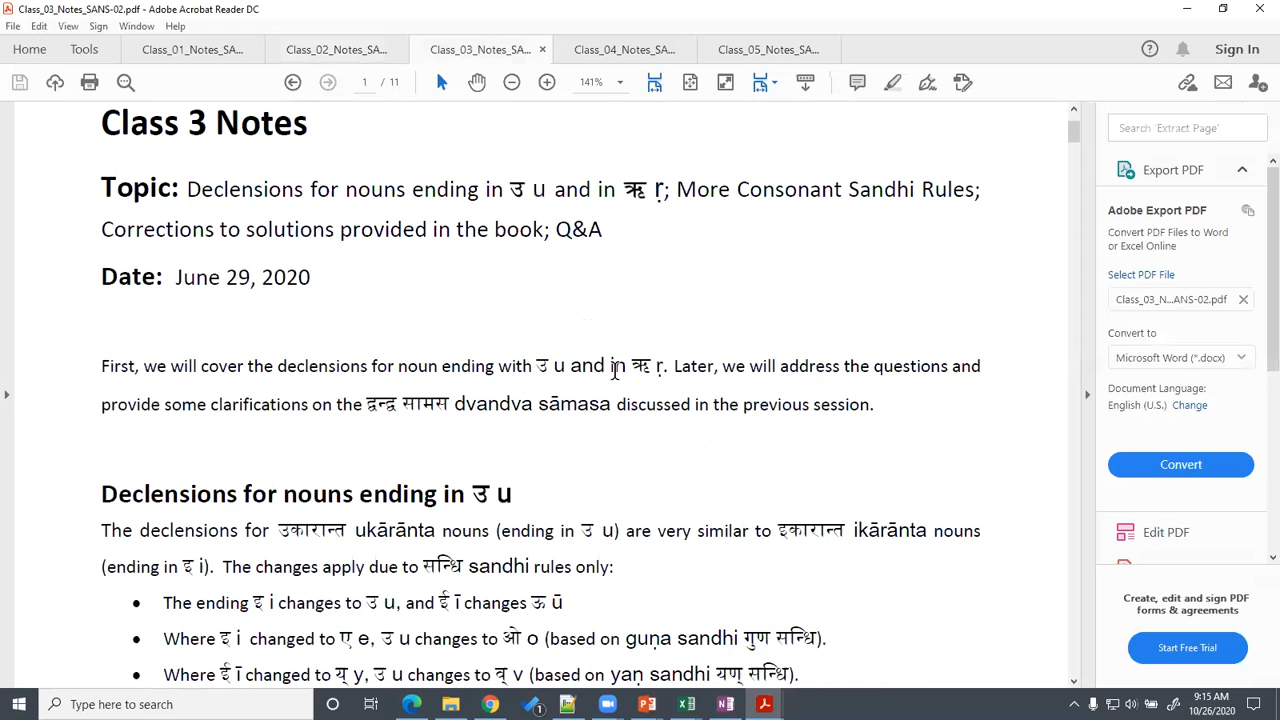 Class_03_Notes_SANS-02.pdf - Adobe Acrobat Reader DC
File Edit View Sign Window Help
Home Tools Class_01_Notes_SA... Class_02_Notes_SA... Class_03_Notes_SA... × Class_04_Notes_SA... Class_05_Notes_SA... Sign In
1 / 11 141%
Class 3 Notes
Topic: Declensions for nouns ending in उ u and in ऋ ṛ; More Consonant Sandhi Rules;
Corrections to solutions provided in the book; Q&A
Date: June 29, 2020
First, we will cover the declensions for noun ending with उ u and in ऋ ṛ. Later, we will address the questions and
provide some clarifications on the द्वन्द्व सामस dvandva sāmasa discussed in the previous session.
Declensions for nouns ending in उ u
The declensions for उकारान्त ukārānta nouns (ending in उ u) are very similar to इकारान्त ikārānta nouns
(ending in इ i). The changes apply due to सन्धि sandhi rules only:
• The ending इ i changes to उ u, and ई ī changes ऊ ū
• Where इ i changed to ए e, उ u changes to ओ o (based on guṇa sandhi गुण सन्धि).
• Where ई ī changed to य् y, उ u changes to व् v (based on yaṇ sandhi यण् सन्धि).
Search 'Extract Page'
Export PDF
Adobe Export PDF
Convert PDF Files to Word
or Excel Online
Select PDF File
Class_03_N...ANS-02.pdf ×
Convert to
Microsoft Word (*.docx)
Document Language:
English (U.S.) Change
Convert
Edit PDF
Create, edit and sign PDF
forms & agreements
Start Free Trial
Type here to search
9:15 AM
10/26/2020